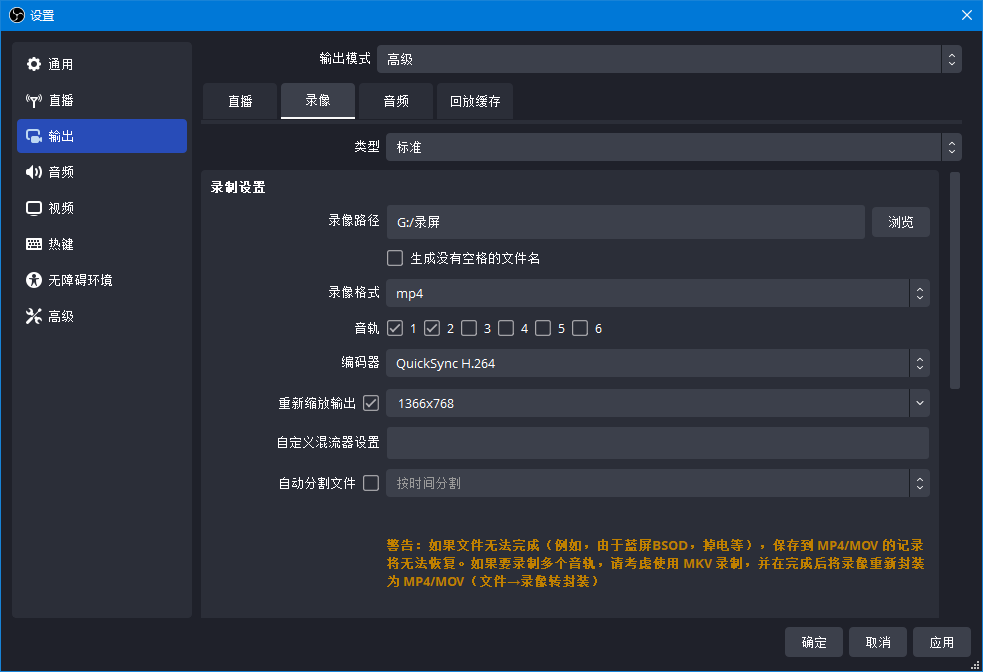 设置
通用
直播
输出
音频
视频
热键
无障碍环境
高级
输出模式 高级
直播 录像 音频 回放缓存
类型 标准
录制设置
录像路径 G:/录屏 浏览
生成没有空格的文件名
录像格式 mp4
音轨 1 2 3 4 5 6
编码器 QuickSync H.264
重新缩放输出 1366x768
自定义混流器设置
自动分割文件 按时间分割
警告：如果文件无法完成（例如，由于蓝屏BSOD，掉电等），保存到 MP4/MOV 的记录
将无法恢复。如果要录制多个音轨，请考虑使用 MKV 录制，并在完成后将录像重新封装
为 MP4/MOV（文件→录像转封装）
确定 取消 应用